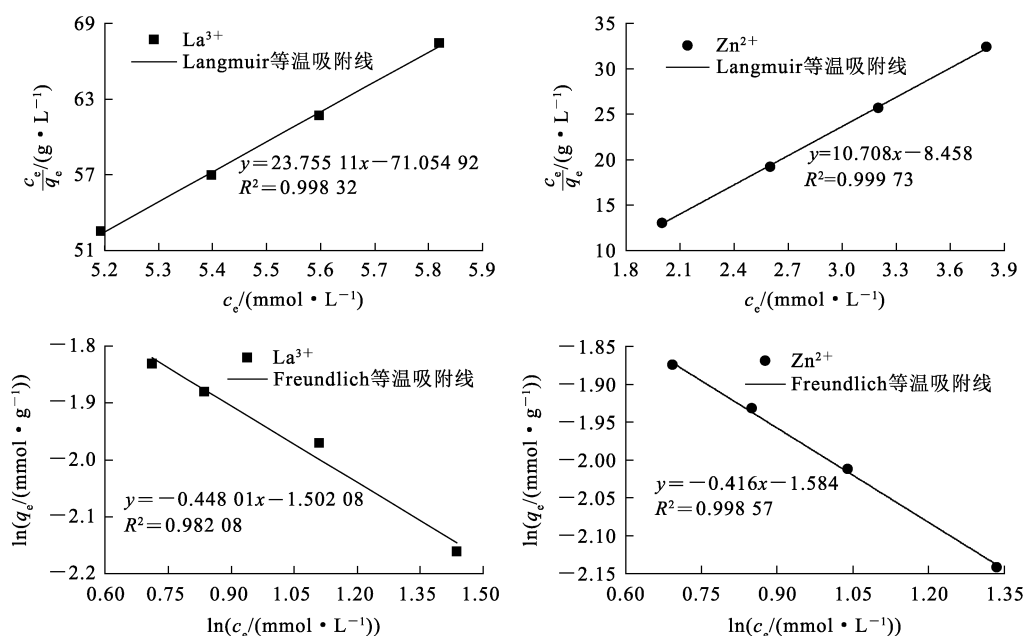 69
63
57
51
c_e/q_e/(g·L⁻¹)
La³⁺
Langmuir等温吸附线
y=23.755 11x−71.054 92
R²=0.998 32
5.2 5.3 5.4 5.5 5.6 5.7 5.8 5.9
c_e/(mmol·L⁻¹)
35
30
25
20
15
10
c_e/q_e/(g·L⁻¹)
Zn²⁺
Langmuir等温吸附线
y=10.708x−8.458
R²=0.999 73
1.8 2.1 2.4 2.7 3.0 3.3 3.6 3.9
c_e/(mmol·L⁻¹)
−1.8
−1.9
−2.0
−2.1
−2.2
ln(q_e/(mmol·g⁻¹))
La³⁺
Freundlich等温吸附线
y=−0.448 01x−1.502 08
R²=0.982 08
0.60 0.75 0.90 1.05 1.20 1.35 1.50
ln(c_e/(mmol·L⁻¹))
−1.85
−1.90
−1.95
−2.00
−2.05
−2.10
−2.15
ln(q_e/(mmol·g⁻¹))
Zn²⁺
Freundlich等温吸附线
y=−0.416x−1.584
R²=0.998 57
0.60 0.75 0.90 1.05 1.20 1.35
ln(c_e/(mmol·L⁻¹))